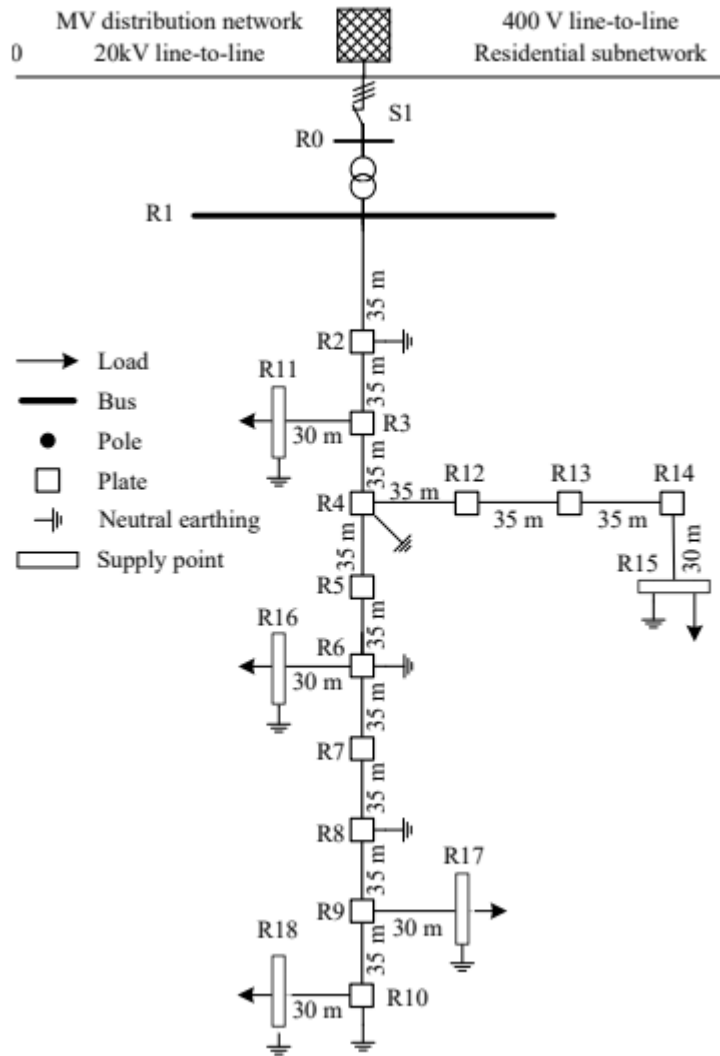 MV distribution network
400 V line-to-line
0
20kV line-to-line
Residential subnetwork
S1
R0
R1
35 m
R2
35 m
Load
R11
Bus
30 m
R3
Pole
35 m
Plate
R4
35 m
R12
35 m
R13
35 m
R14
Neutral earthing
35 m
30 m
Supply point
R5
R15
R16
35 m
R6
30 m
35 m
R7
35 m
R8
35 m
R17
R9
30 m
R18
35 m
30 m
R10